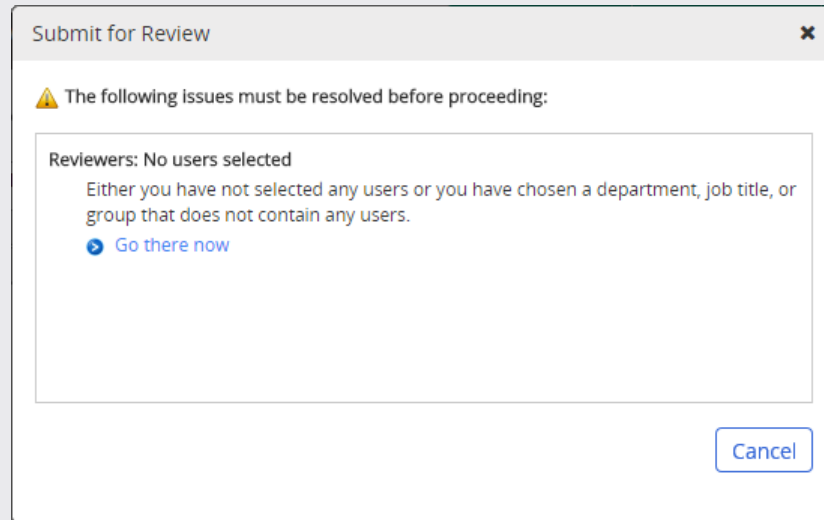 Submit for Review
The following issues must be resolved before proceeding:
Reviewers: No users selected
Either you have not selected any users or you have chosen a department, job title, or
group that does not contain any users.
Go there now
Cancel